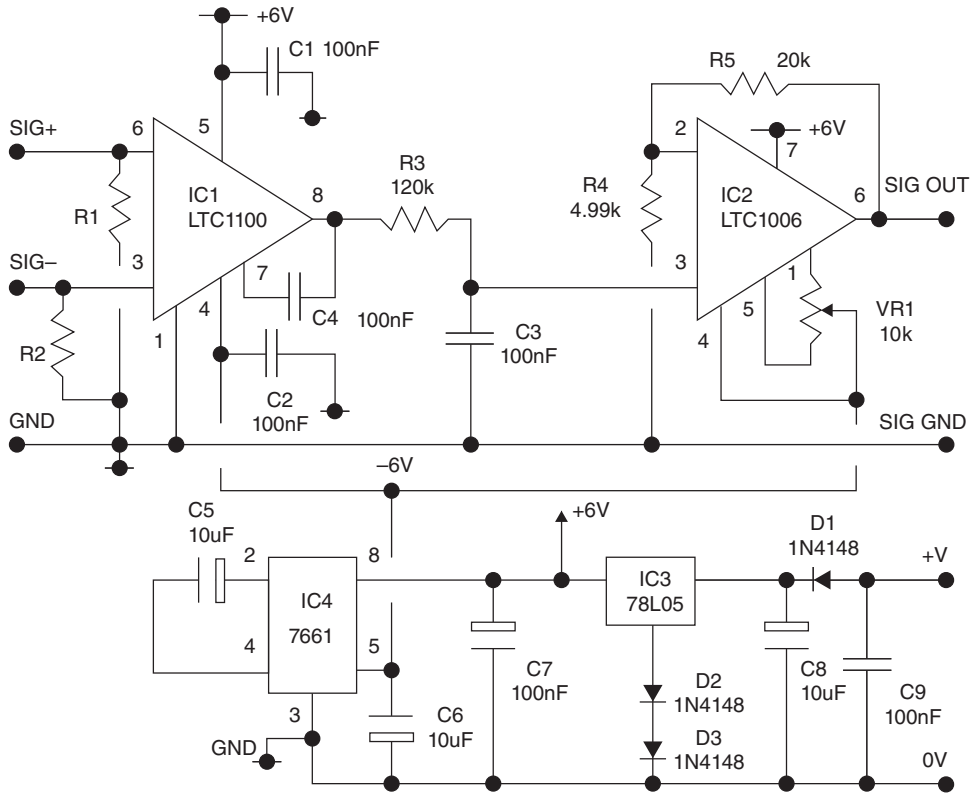 +6V
C1 100nF
R5 20k
SIG+
6
5
2
+6V
7
R3
120k
IC1
LTC1100
8
R4
4.99k
IC2
LTC1006
6
SIG OUT
R1
SIG–
3
7
3
1
4
C4 100nF
5
VR1
10k
1
R2
C3
100nF
4
C2
100nF
GND
SIG GND
–6V
C5
10uF
+6V
D1
1N4148
2
8
+V
IC4
7661
IC3
78L05
4
5
C7
100nF
D2
1N4148
C8
10uF
C9
100nF
3
C6
10uF
GND
D3
1N4148
0V